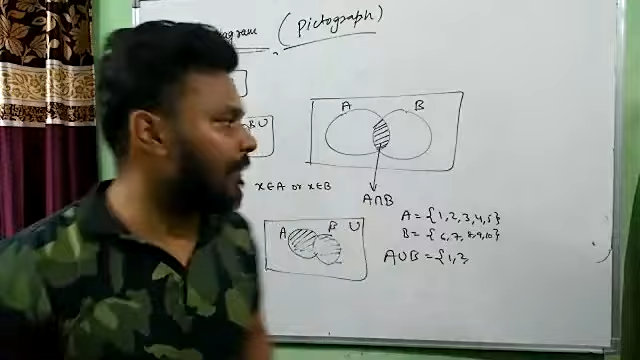 (Pictograph)
A B
B U
x∈A or x∈B
A∩B
A B U
A = {1,2,3,4,5}
B = {6,7,8,9,10}
A∪B = {1,2,